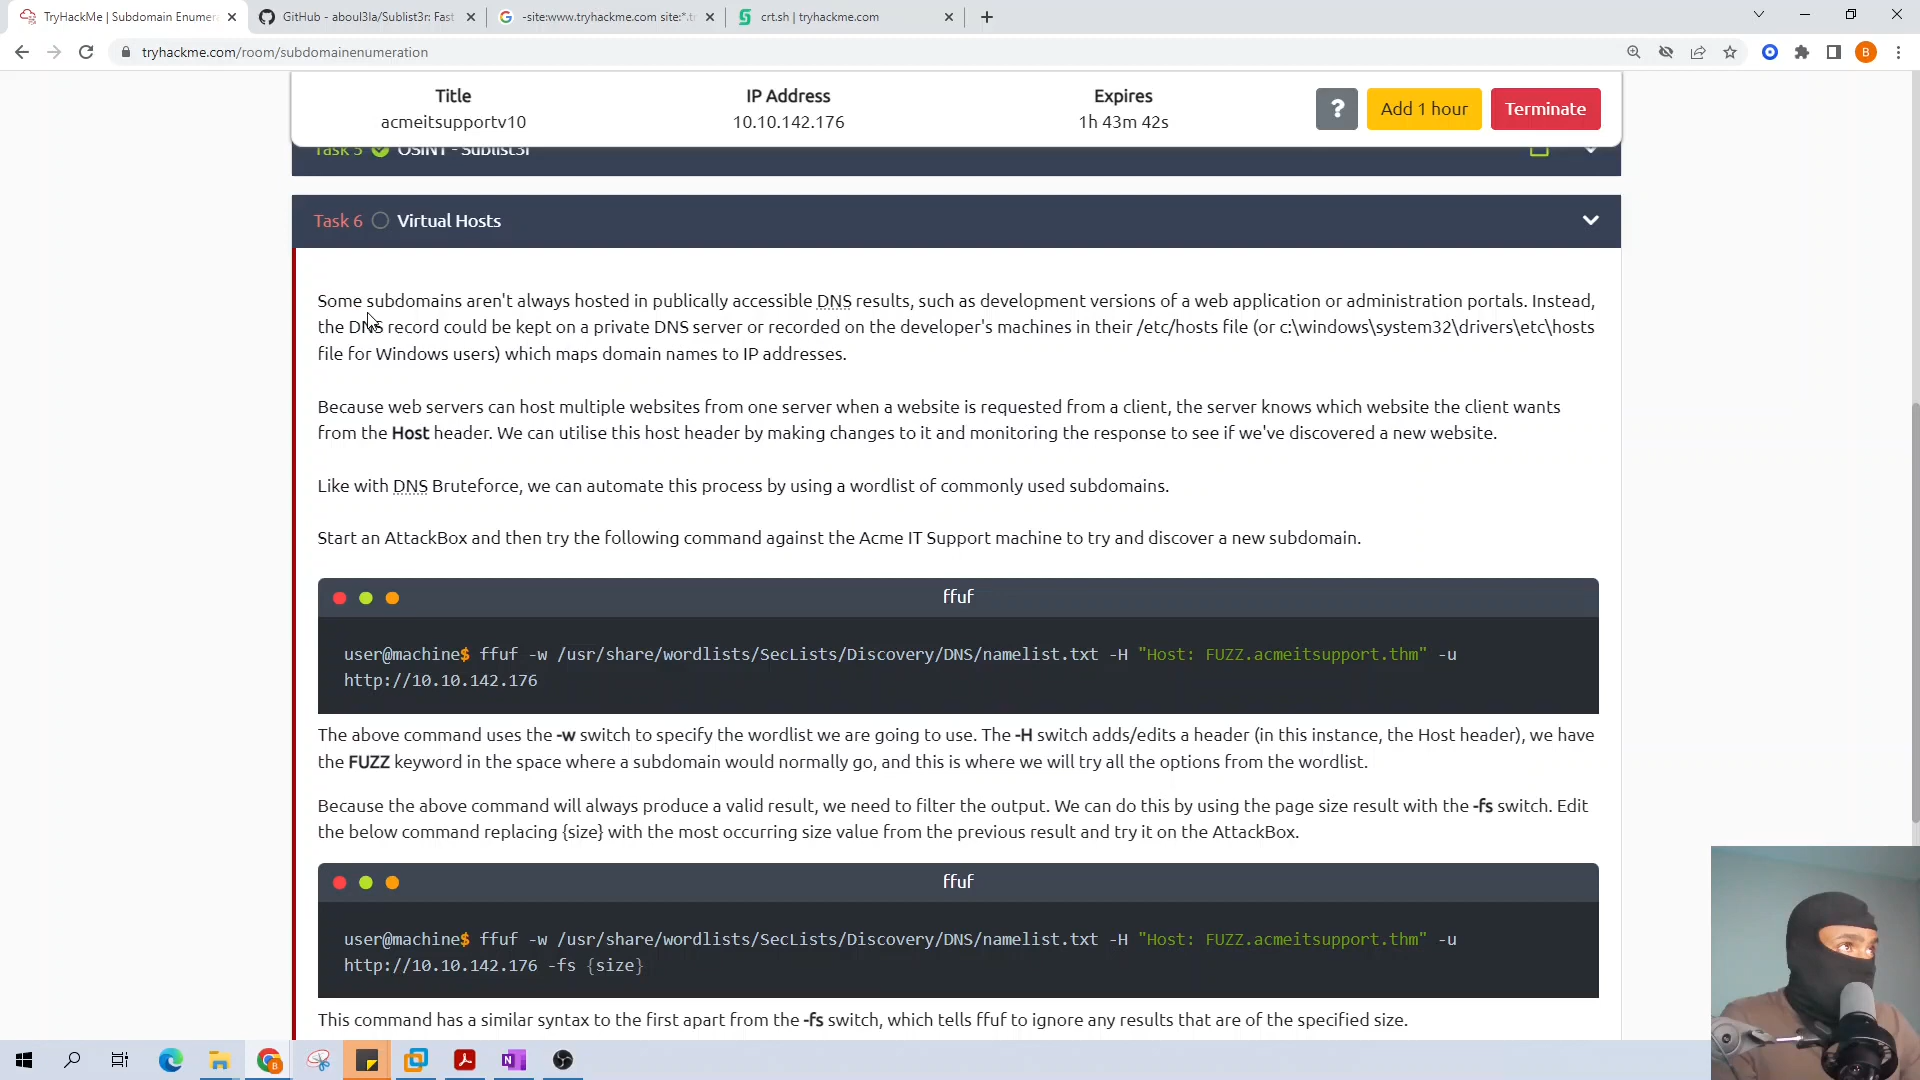 TryHackMe | Subdomain Enumera
GitHub - aboul3la/Sublist3r: Fast
-site:www.tryhackme.com site:*.t
crt.sh | tryhackme.com
tryhackme.com/room/subdomainenumeration
B
Title
IP Address
Expires
acmeitsupportv10
10.10.142.176
1h 43m 42s
?
Add 1 hour
Terminate
Task 5 OSINT - Sublist3r
Task 6 Virtual Hosts
Some subdomains aren't always hosted in publically accessible DNS results, such as development versions of a web application or administration portals. Instead,
the DNS record could be kept on a private DNS server or recorded on the developer's machines in their /etc/hosts file (or c:\windows\system32\drivers\etc\hosts
file for Windows users) which maps domain names to IP addresses.
Because web servers can host multiple websites from one server when a website is requested from a client, the server knows which website the client wants
from the Host header. We can utilise this host header by making changes to it and monitoring the response to see if we've discovered a new website.
Like with DNS Bruteforce, we can automate this process by using a wordlist of commonly used subdomains.
Start an AttackBox and then try the following command against the Acme IT Support machine to try and discover a new subdomain.
ffuf
user@machine$ ffuf -w /usr/share/wordlists/SecLists/Discovery/DNS/namelist.txt -H "Host: FUZZ.acmeitsupport.thm" -u
http://10.10.142.176
The above command uses the -w switch to specify the wordlist we are going to use. The -H switch adds/edits a header (in this instance, the Host header), we have
the FUZZ keyword in the space where a subdomain would normally go, and this is where we will try all the options from the wordlist.
Because the above command will always produce a valid result, we need to filter the output. We can do this by using the page size result with the -fs switch. Edit
the below command replacing {size} with the most occurring size value from the previous result and try it on the AttackBox.
ffuf
user@machine$ ffuf -w /usr/share/wordlists/SecLists/Discovery/DNS/namelist.txt -H "Host: FUZZ.acmeitsupport.thm" -u
http://10.10.142.176 -fs {size}
This command has a similar syntax to the first apart from the -fs switch, which tells ffuf to ignore any results that are of the specified size.